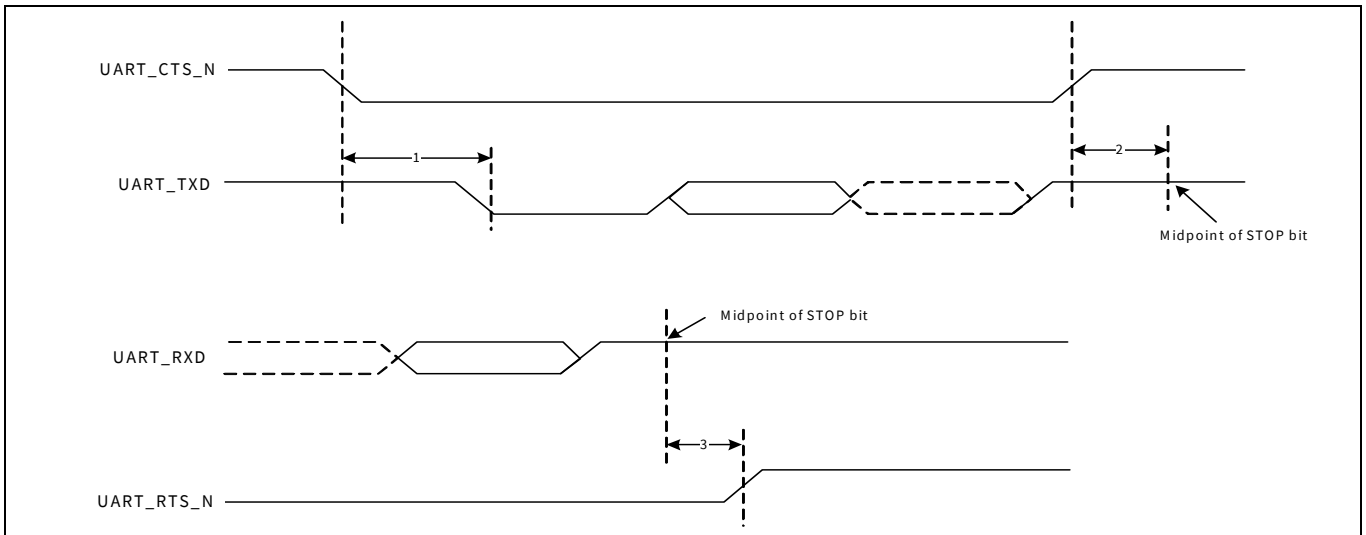 UART_CTS_N
1
2
UART_TXD
Midpoint of STOP bit
Midpoint of STOP bit
UART_RXD
3
UART_RTS_N